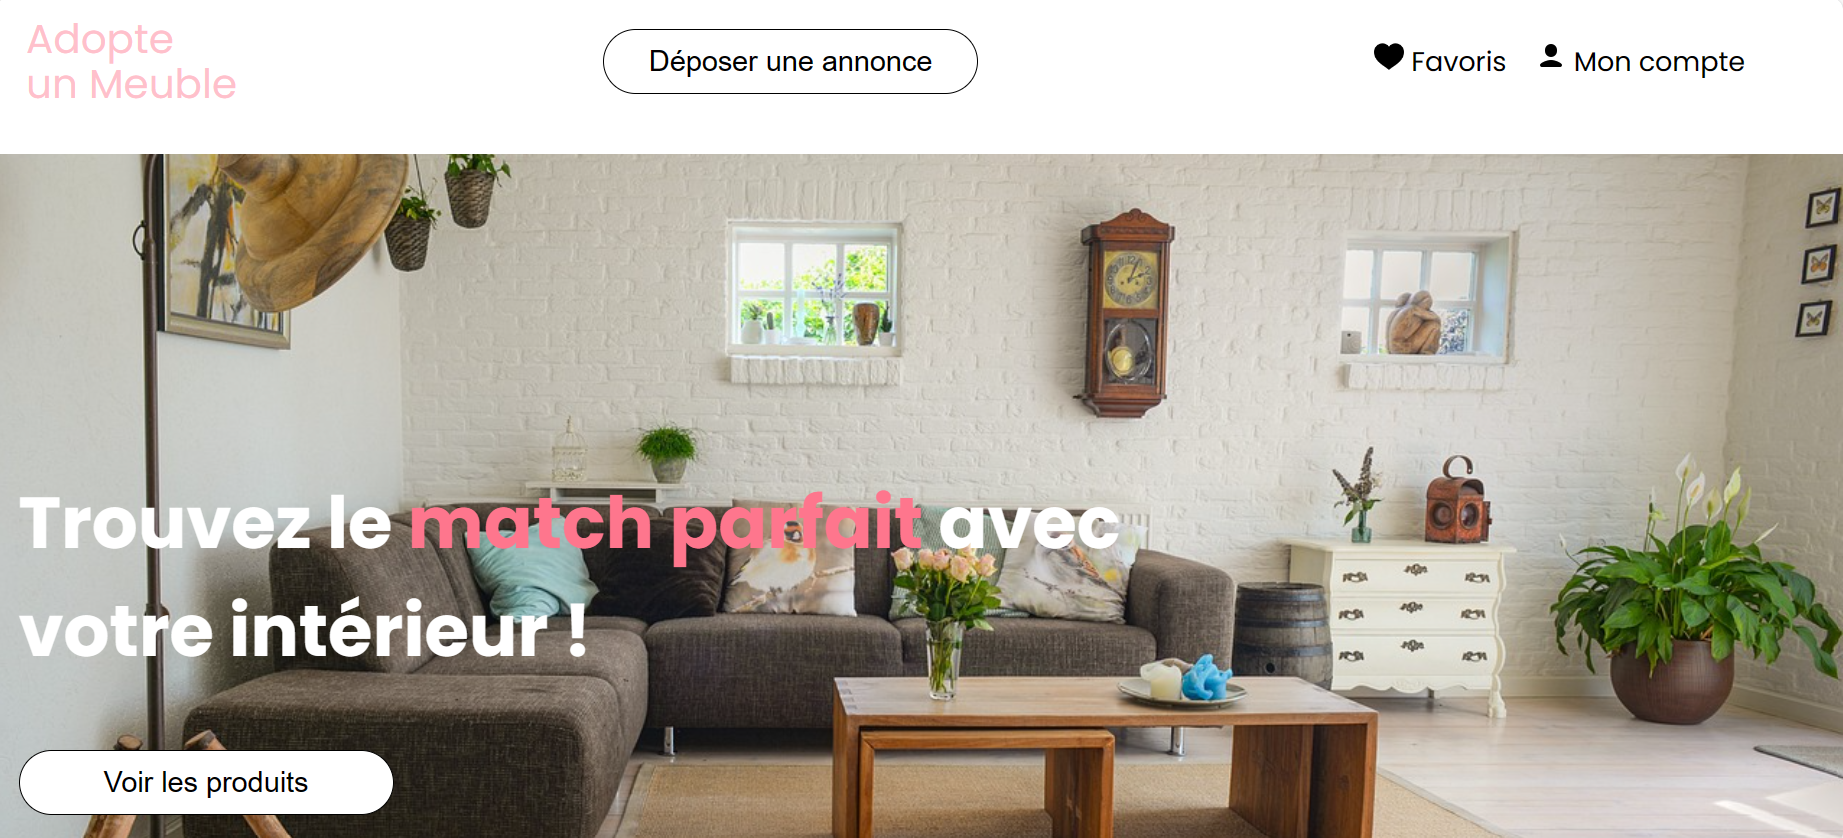 Adopte
un Meuble
Déposer une annonce
Favoris
Mon compte
Trouvez le match parfait avec
votre intérieur !
Voir les produits